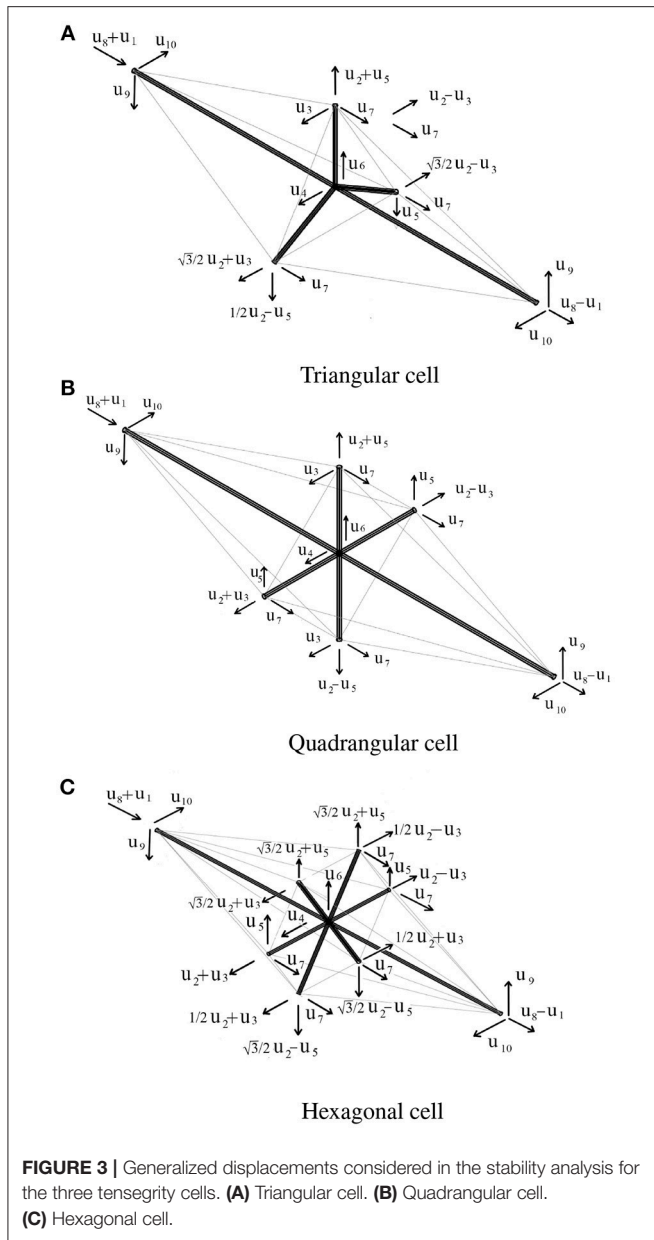 A
u₈+u₁
u₁₀
u₉
u₂+u₅
u₃
u₇
u₂−u₃
u₇
u₆
√3/2 u₂−u₃
u₄
u₇
u₅
√3/2 u₂+u₃
u₇
1/2 u₂−u₅
u₉
u₈−u₁
u₁₀
Triangular cell
B
u₈+u₁
u₁₀
u₉
u₂+u₅
u₃
u₇
u₅
u₂−u₃
u₇
u₆
u₄
u₅
u₂+u₃
u₇
u₃
u₇
u₂−u₅
u₉
u₈−u₁
u₁₀
Quadrangular cell
C
u₈+u₁
u₁₀
u₉
√3/2 u₂+u₅
1/2 u₂−u₃
√3/2 u₂+u₅
u₇
u₅
u₂−u₃
u₆
u₇
√3/2 u₂+u₃
u₄
u₅
1/2 u₂+u₃
u₇
u₇
u₂+u₃
1/2 u₂+u₃
u₇
√3/2 u₂−u₅
√3/2 u₂−u₅
u₉
u₈−u₁
u₁₀
Hexagonal cell
FIGURE 3 | Generalized displacements considered in the stability analysis for
the three tensegrity cells. (A) Triangular cell. (B) Quadrangular cell.
(C) Hexagonal cell.